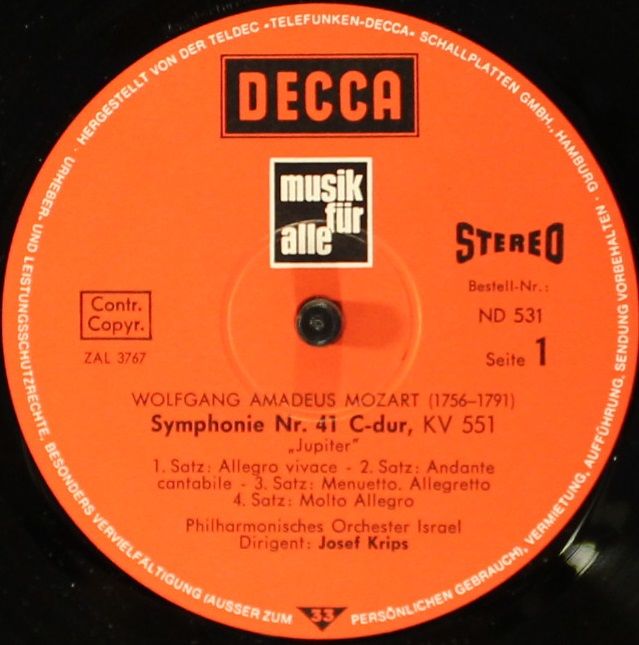 · HERGESTELLT VON DER TELDEC »TELEFUNKEN-DECCA« SCHALLPLATTEN GMBH., HAMBURG · URHEBER- UND LEISTUNGSSCHUTZRECHTE, BESONDERS VERVIELFÄLTIGUNG (AUSSER ZUM PERSÖNLICHEN GEBRAUCH), VERMIETUNG, AUFFÜHRUNG, SENDUNG VORBEHALTEN ·
DECCA
musik
für
alle
STEREO
Bestell-Nr.:
ND 531
Seite 1
Contr.
Copyr.
ZAL 3767
WOLFGANG AMADEUS MOZART (1756–1791)
Symphonie Nr. 41 C-dur, KV 551
„Jupiter"
1. Satz: Allegro vivace - 2. Satz: Andante
cantabile - 3. Satz: Menuetto. Allegretto
4. Satz: Molto Allegro
Philharmonisches Orchester Israel
Dirigent: Josef Krips
33